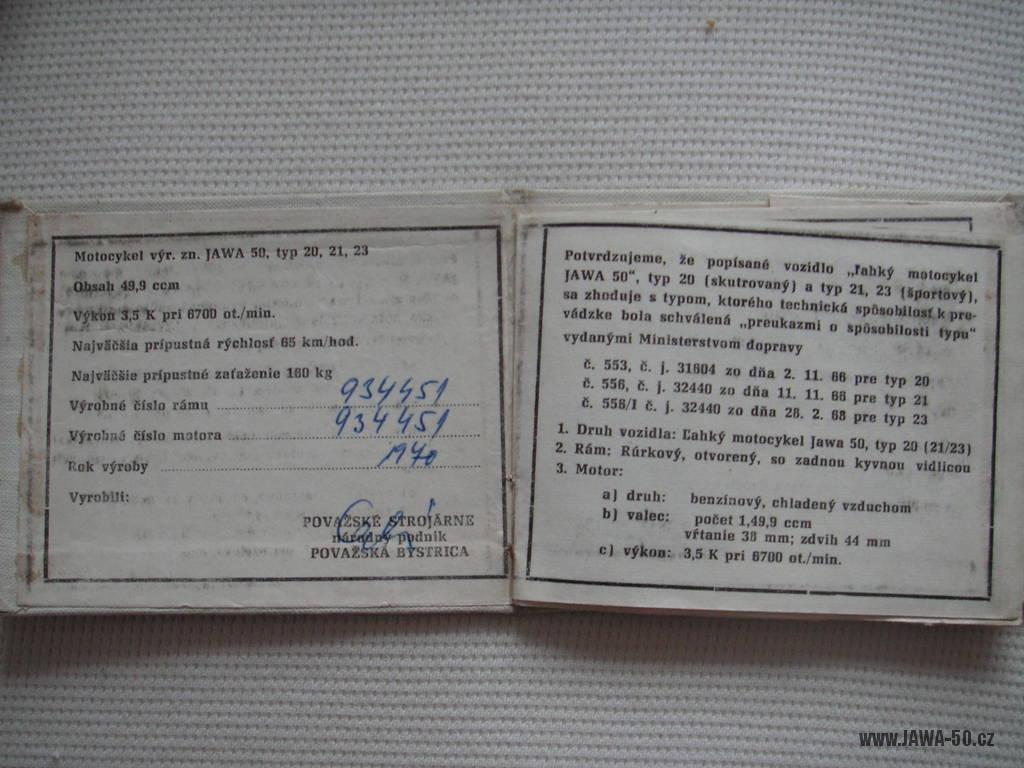 Motocykel výr. zn. JAWA 50, typ 20, 21, 23
Obsah 49,9 ccm
Výkon 3,5 K pri 6700 ot./min.
Najväčšia prípustná rýchlosť 65 km/hod.
Najväčšie prípustné zaťaženie 160 kg
Výrobné číslo rámu 934451
Výrobné číslo motora 934451
Rok výroby 1970
Vyrobili:
POVAŽSKÉ STROJÁRNE
národný podnik
POVAŽSKÁ BYSTRICA
Potvrdzujeme, že popísané vozidlo „ľahký motocykel
JAWA 50“, typ 20 (skutrovaný) a typ 21, 23 (športový),
sa zhoduje s typom, ktorého technická spôsobilosť k pre-
vádzke bola schválená „preukazmi o spôsobilosti typu“
vydanými Ministerstvom dopravy
č. 553, č. j. 31604 zo dňa 2. 11. 66 pre typ 20
č. 556, č. j. 32440 zo dňa 11. 11. 66 pre typ 21
č. 556/I č. j. 32440 zo dňa 26. 2. 68 pre typ 23
1. Druh vozidla: Ľahký motocykel Jawa 50, typ 20 (21/23)
2. Rám: Rúrkový, otvorený, so zadnou kyvnou vidlicou
3. Motor:
a) druh: benzínový, chladený vzduchom
b) valec: počet 1,49,9 ccm
vŕtanie 38 mm; zdvih 44 mm
c) výkon: 3,5 K pri 6700 ot./min.
www.JAWA-50.cz